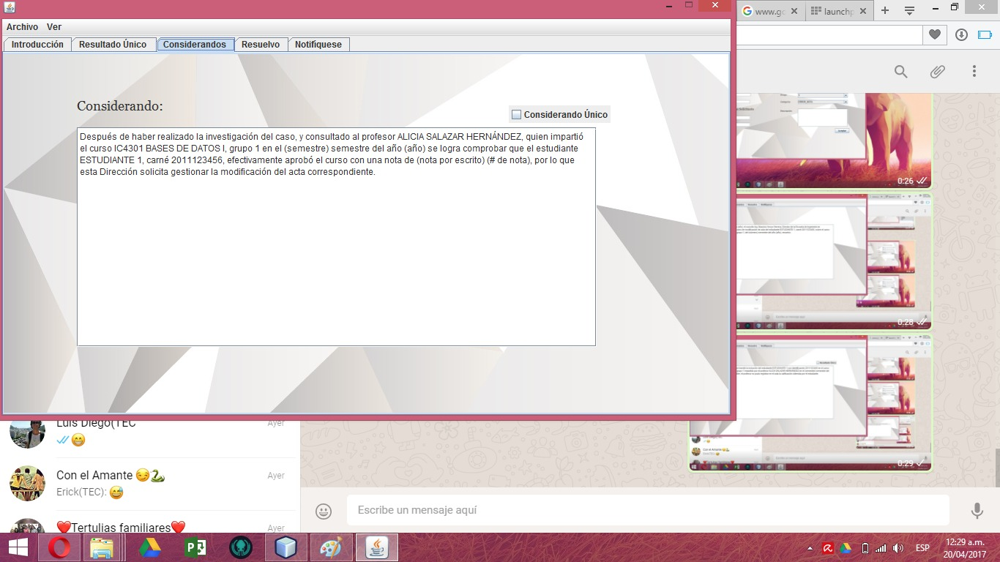 Archivo Ver
Introducción Resultado Único Considerandos Resuelvo Notifíquese
Considerando:
Considerando Único
Después de haber realizado la investigación del caso, y consultado al profesor ALICIA SALAZAR HERNÁNDEZ, quien impartió
el curso IC4301 BASES DE DATOS I, grupo 1 en el (semestre) semestre del año (año) se logra comprobar que el estudiante
ESTUDIANTE 1, carné 2011123456, efectivamente aprobó el curso con una nota de (nota por escrito) (# de nota), por lo que
esta Dirección solicita gestionar la modificación del acta correspondiente.
www.go
launchp
0:26
0:28
0:29
Luis Diego(TEC
Ayer
Con el Amante
Ayer
Erick(TEC):
Tertulias familiares
Ayer
Escribe un mensaje aquí
ESP
12:29 a.m.
20/04/2017